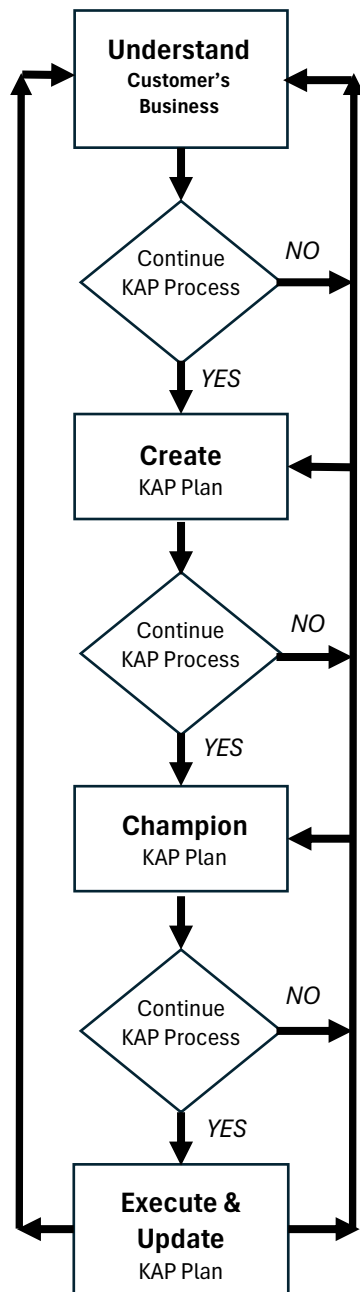 Understand
Customer's
Business
Continue
KAP Process
NO
YES
Create
KAP Plan
Continue
KAP Process
NO
YES
Champion
KAP Plan
Continue
KAP Process
NO
YES
Execute &
Update
KAP Plan